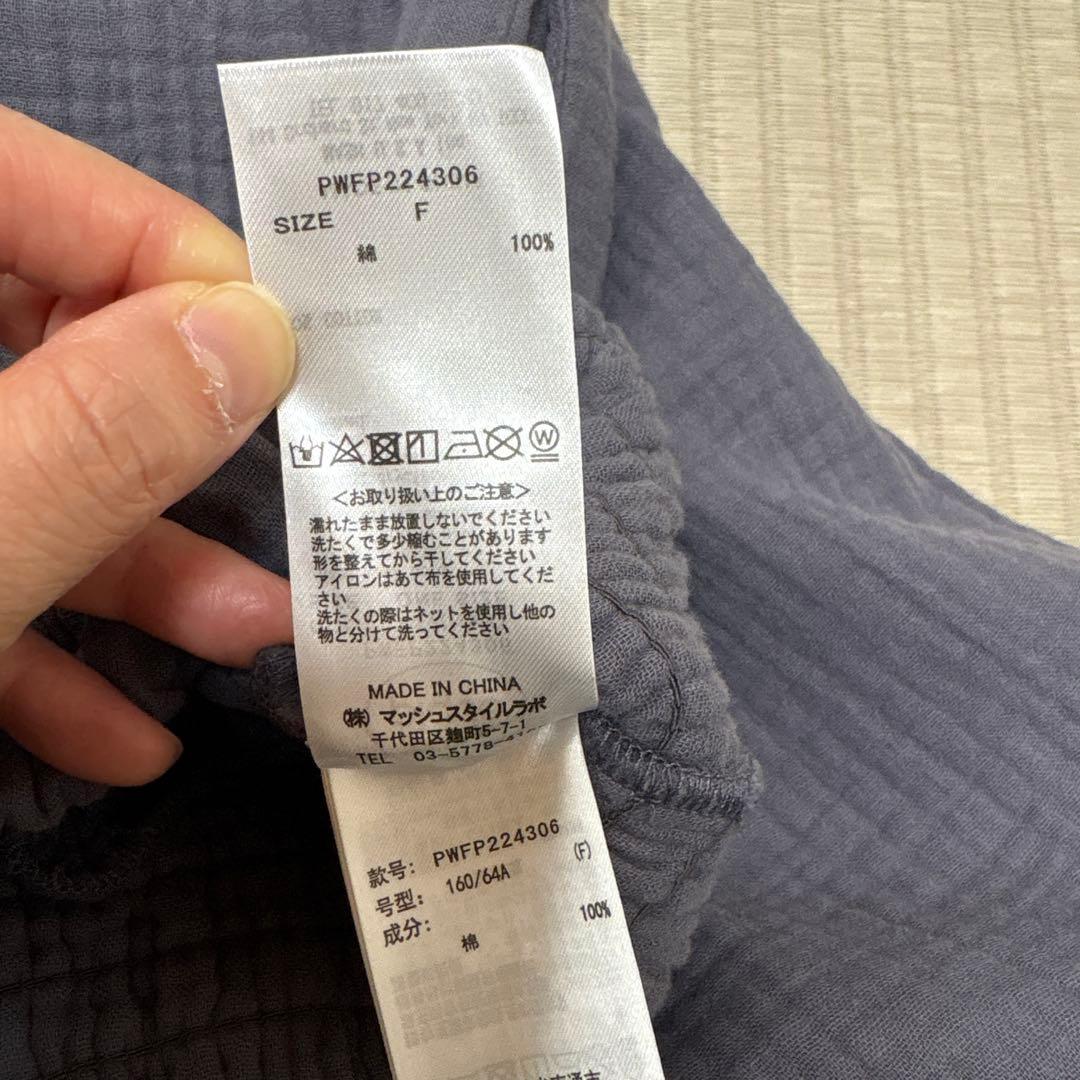 PWFP224306
SIZE F
綿 100%
W
<お取り扱い上のご注意>
濡れたまま放置しないでください
洗たくで多少縮むことがあります
形を整えてから干してください
アイロンはあて布を使用してくだ
さい
洗たくの際はネットを使用し他の
物と分けて洗ってください
MADE IN CHINA
(株) マッシュスタイルラボ
千代田区麹町5-7-1
TEL 03-5778-
款号: PWFP224306
号型: 160/64A (F)
成分:
棉 100%